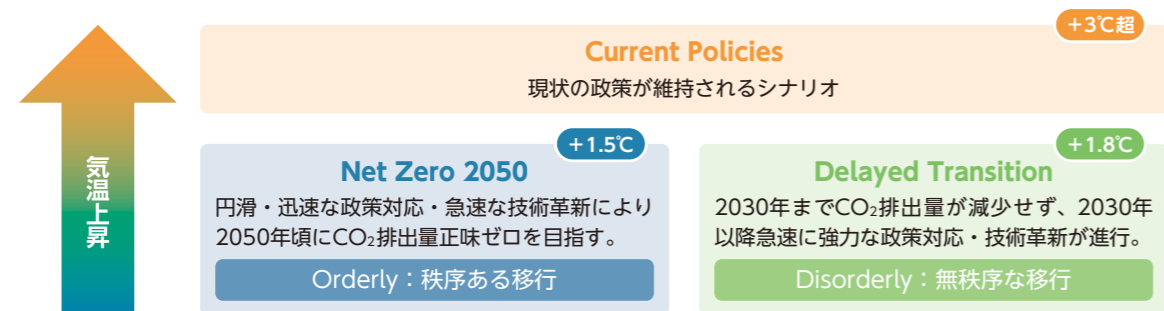 +3℃超
Current Policies
現状の政策が維持されるシナリオ
気温上昇
+1.5℃
Net Zero 2050
円滑・迅速な政策対応・急速な技術革新により
2050年頃にCO₂排出量正味ゼロを目指す。
Orderly：秩序ある移行
+1.8℃
Delayed Transition
2030年までCO₂排出量が減少せず、2030年
以降急速に強力な政策対応・技術革新が進行。
Disorderly：無秩序な移行